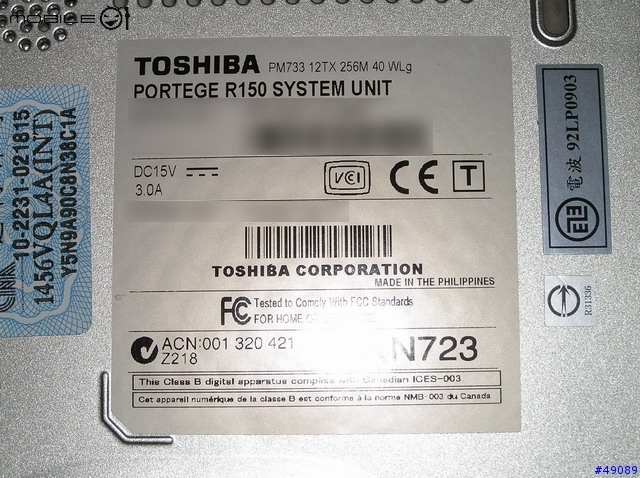 MOBILE01
TOSHIBA PM733 12TX 256M 40 WLg
PORTEGE R150 SYSTEM UNIT
DC15V
3.0A
VCI
CE
T
TOSHIBA CORPORATION
MADE IN THE PHILIPPINES
FC Tested to Comply With FCC Standards
FOR HOME OR
ACN:001 320 421
Z218
N723
This Class B digital apparatus complies with Canadian ICES-003.
Cet appareil numérique de la classe B est conforme à la norme NMB-003 du Canada
10-2231-021815
1456VQL4A(INT)
Y5N9A90C8N38C1A
電波 92LP0903
R31336
#49089